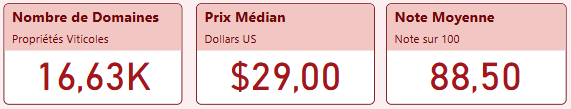 Nombre de Domaines
Propriétés Viticoles
16,63K
Prix Médian
Dollars US
$29,00
Note Moyenne
Note sur 100
88,50